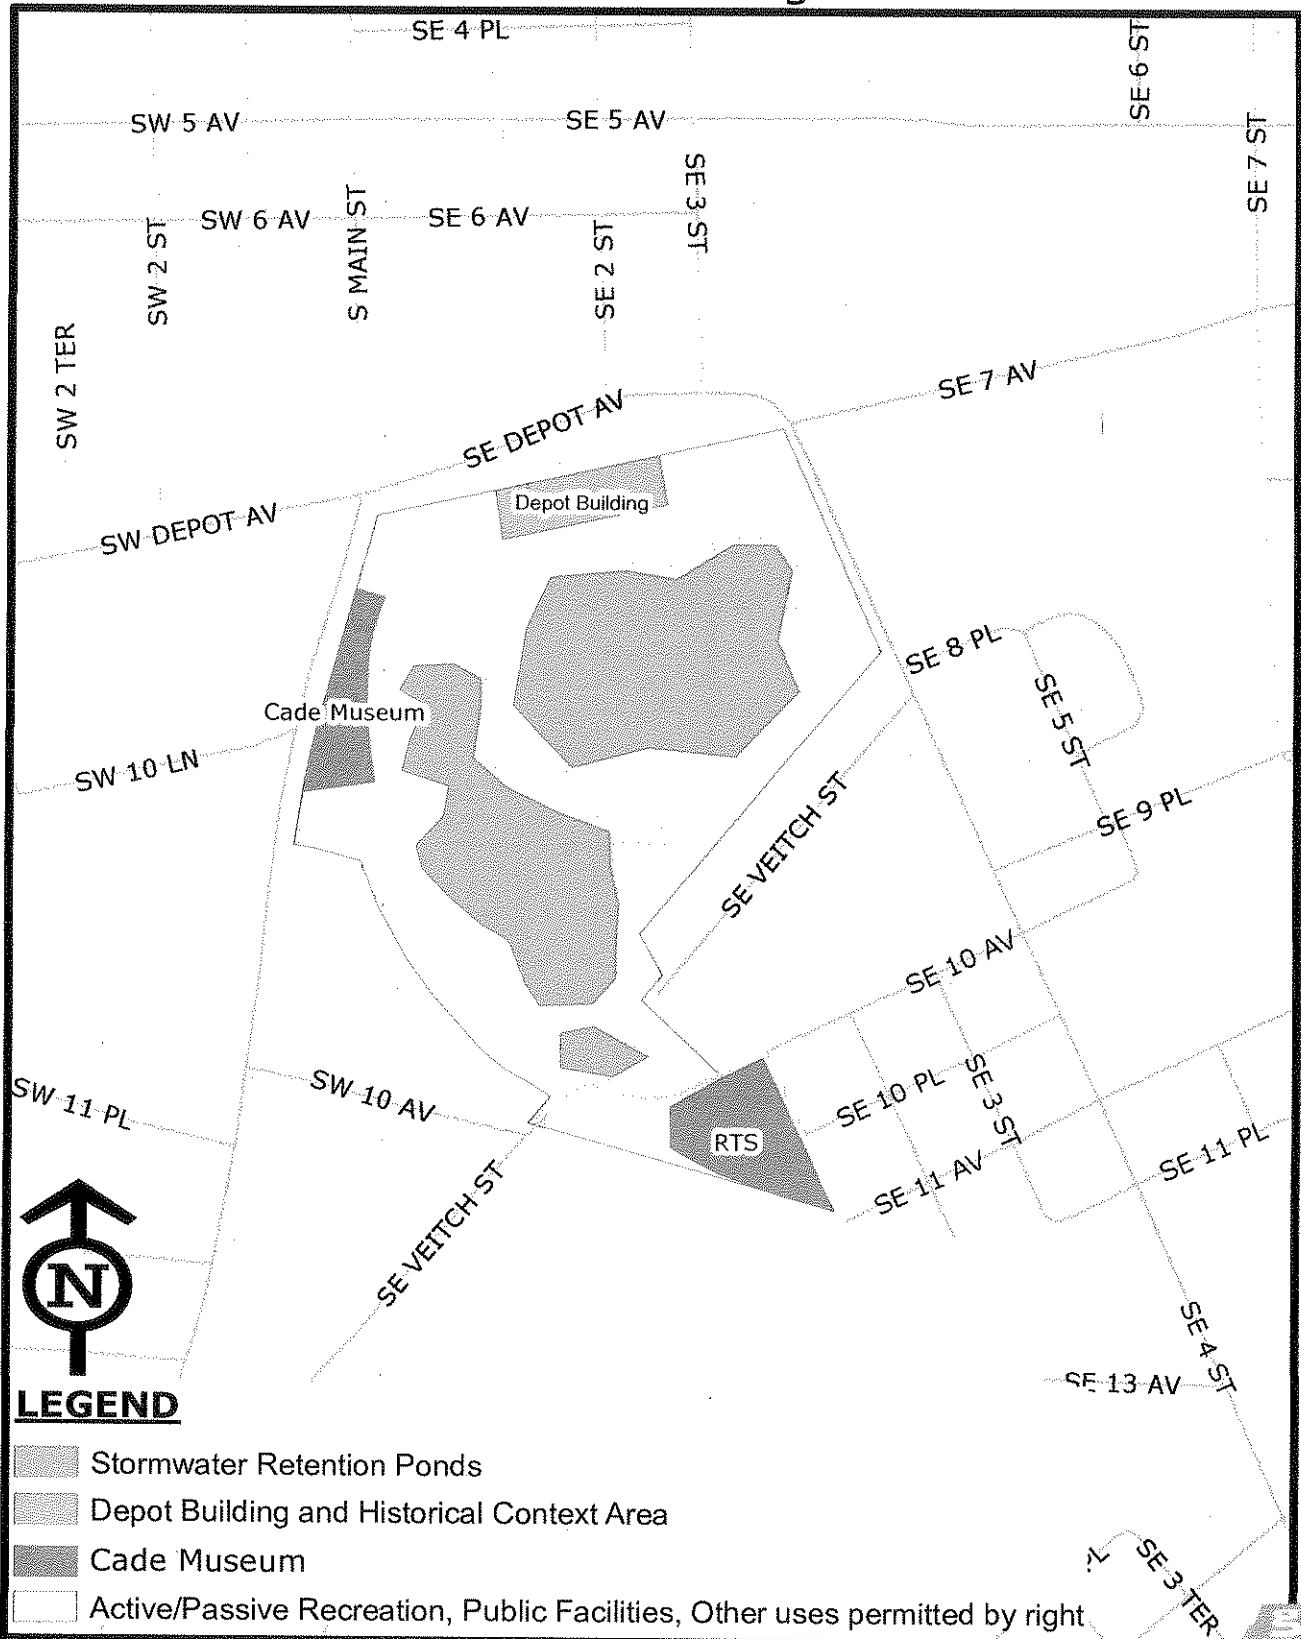 SE 4 PL
SE 6 ST
SW 5 AV
SE 5 AV
SE 7 ST
SE 3 ST
S MAIN ST
SW 6 AV
SE 6 AV
SW 2 ST
SE 2 ST
SW 2 TER
SE 7 AV
SE DEPOT AV
Depot Building
SW DEPOT AV
SE 8 PL
SE 5 ST
Cade Museum
SW 10 LN
SE VEITCH ST
SE 9 PL
SE 10 AV
SW 11 PL
SW 10 AV
SE 10 PL
SE 3 ST
RTS
SE 11 AV
SE 11 PL
SE VEITCH ST
N
SE 4 ST
SE 13 AV
LEGEND
Stormwater Retention Ponds
Depot Building and Historical Context Area
Cade Museum
PL
SE 3 TER
Active/Passive Recreation, Public Facilities, Other uses permitted by right